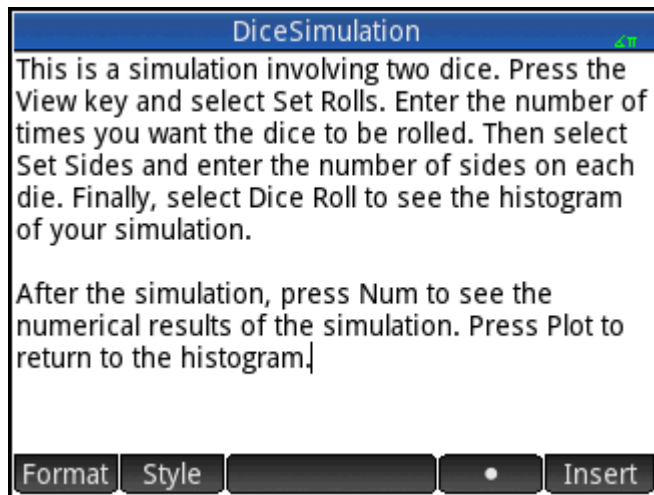 DiceSimulation
∡π
This is a simulation involving two dice. Press the
View key and select Set Rolls. Enter the number of
times you want the dice to be rolled. Then select
Set Sides and enter the number of sides on each
die. Finally, select Dice Roll to see the histogram
of your simulation.
After the simulation, press Num to see the
numerical results of the simulation. Press Plot to
return to the histogram.
Format Style • Insert